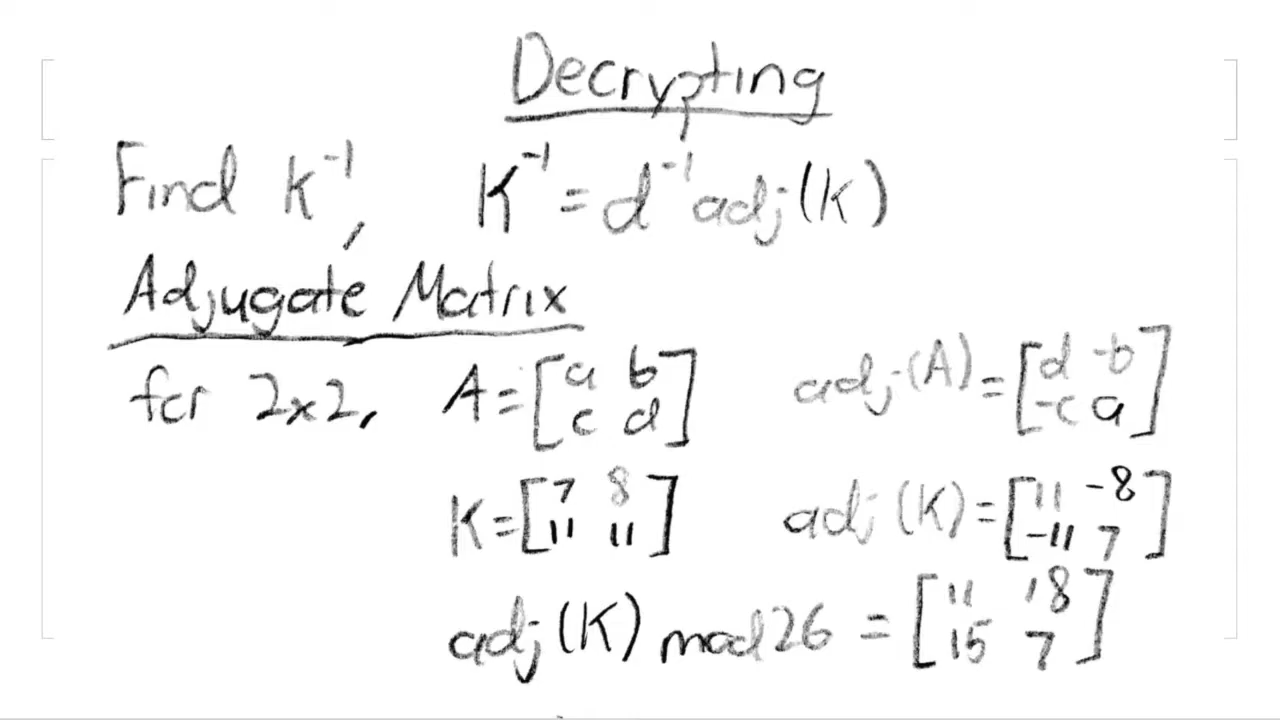 Decrypting
Find K⁻¹, K⁻¹ = d⁻¹ adj(K)
Adjugate Matrix
for 2x2, A = [a b adj(A) = [d -b
c d] -c a]
K = [7 8 adj(K) = [11 -8
11 11] -11 7]
adj(K) mod 26 = [11 18
15 7]